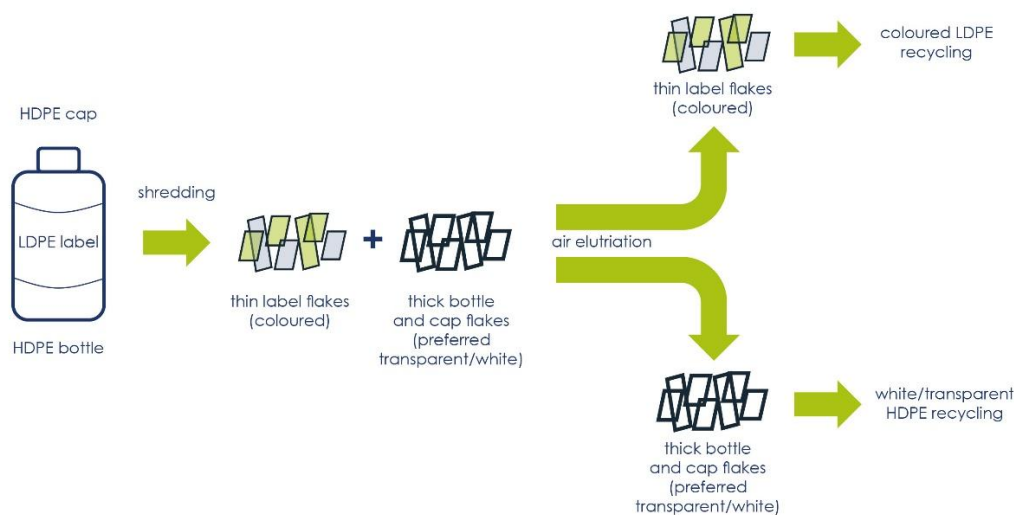 HDPE cap
LDPE label
HDPE bottle
shredding
thin label flakes
(coloured)
+
thick bottle
and cap flakes
(preferred
transparent/white)
air elutriation
thin label flakes
(coloured)
coloured LDPE
recycling
thick bottle
and cap flakes
(preferred
transparent/white)
white/transparent
HDPE recycling